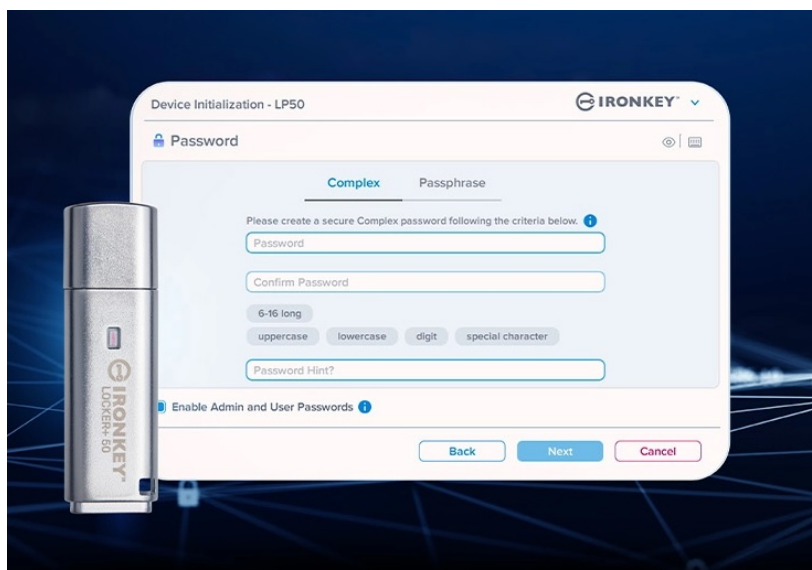 Device Initialization - LP50
IRONKEY™
Password
Complex
Passphrase
Please create a secure Complex password following the criteria below.
Password
Confirm Password
6-16 long
uppercase
lowercase
digit
special character
Password Hint?
Enable Admin and User Passwords
Back
Next
Cancel
IRONKEY™
LOCKER+ 50